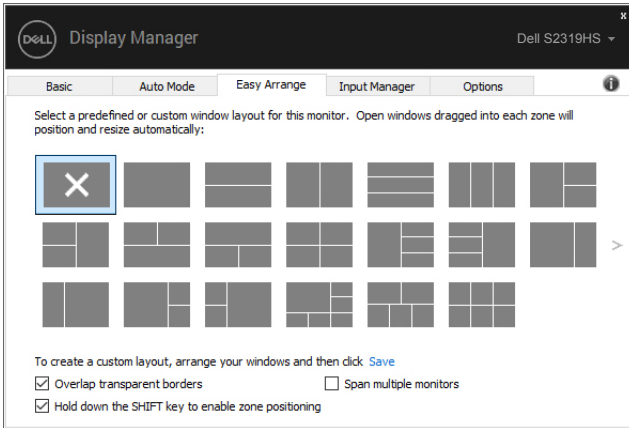 x
DELL Display Manager Dell S2319HS
Basic Auto Mode Easy Arrange Input Manager Options
Select a predefined or custom window layout for this monitor. Open windows dragged into each zone will
position and resize automatically:
To create a custom layout, arrange your windows and then click Save
Overlap transparent borders Span multiple monitors
Hold down the SHIFT key to enable zone positioning